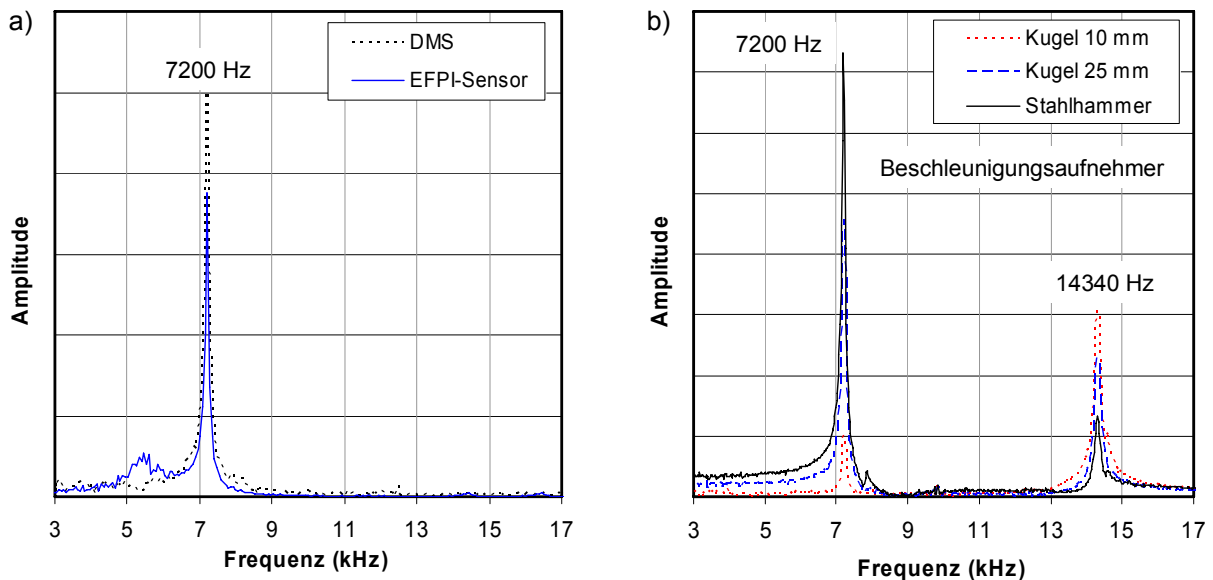 a)
DMS
EFPI-Sensor
7200 Hz
Amplitude
3 5 7 9 11 13 15 17
Frequenz (kHz)
b)
Kugel 10 mm
Kugel 25 mm
Stahlhammer
7200 Hz
Beschleunigungsaufnehmer
14340 Hz
Amplitude
3 5 7 9 11 13 15 17
Frequenz (kHz)